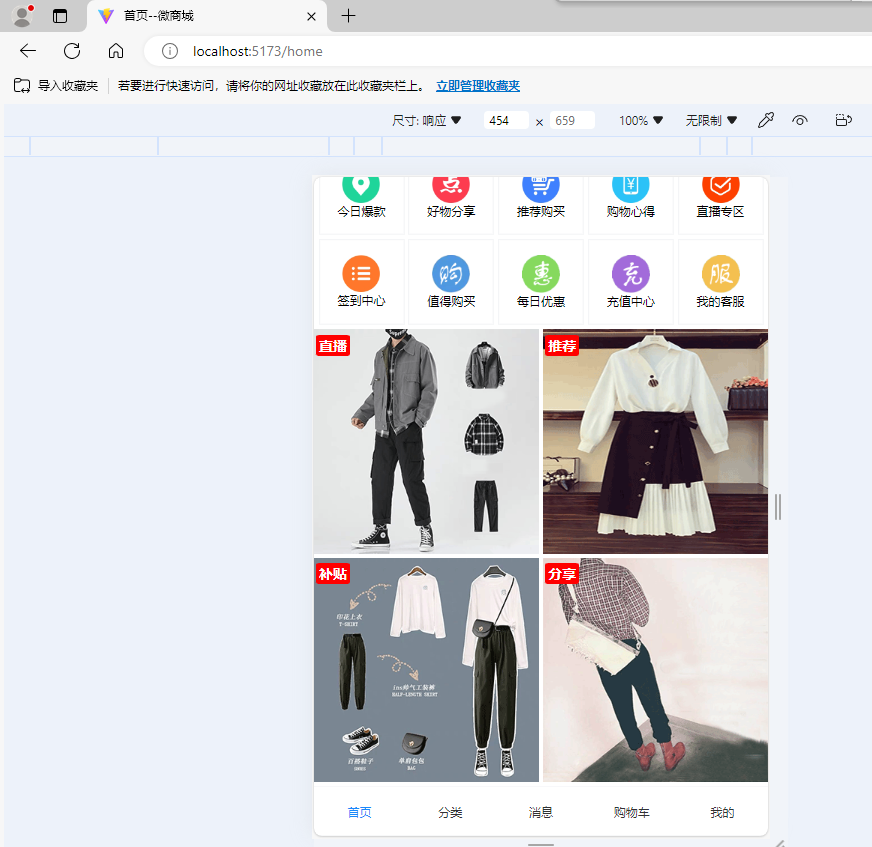 首页--微商城
localhost:5173/home
导入收藏夹 若要进行快速访问，请将你的网址收藏放在此收藏夹栏上。 立即管理收藏夹
尺寸: 响应 454 × 659 100% 无限制
今日爆款 好物分享 推荐购买 购物心得 直播专区
签到中心 值得购买 每日优惠 充值中心 我的客服
直播 推荐
补贴 分享
印花上衣
T-SHIRT
ins帅气工装裤
HALF-LENGTH SKIRT
百搭鞋子 单肩包包
SHOES BAG
首页 分类 消息 购物车 我的
点
购 惠 充 服